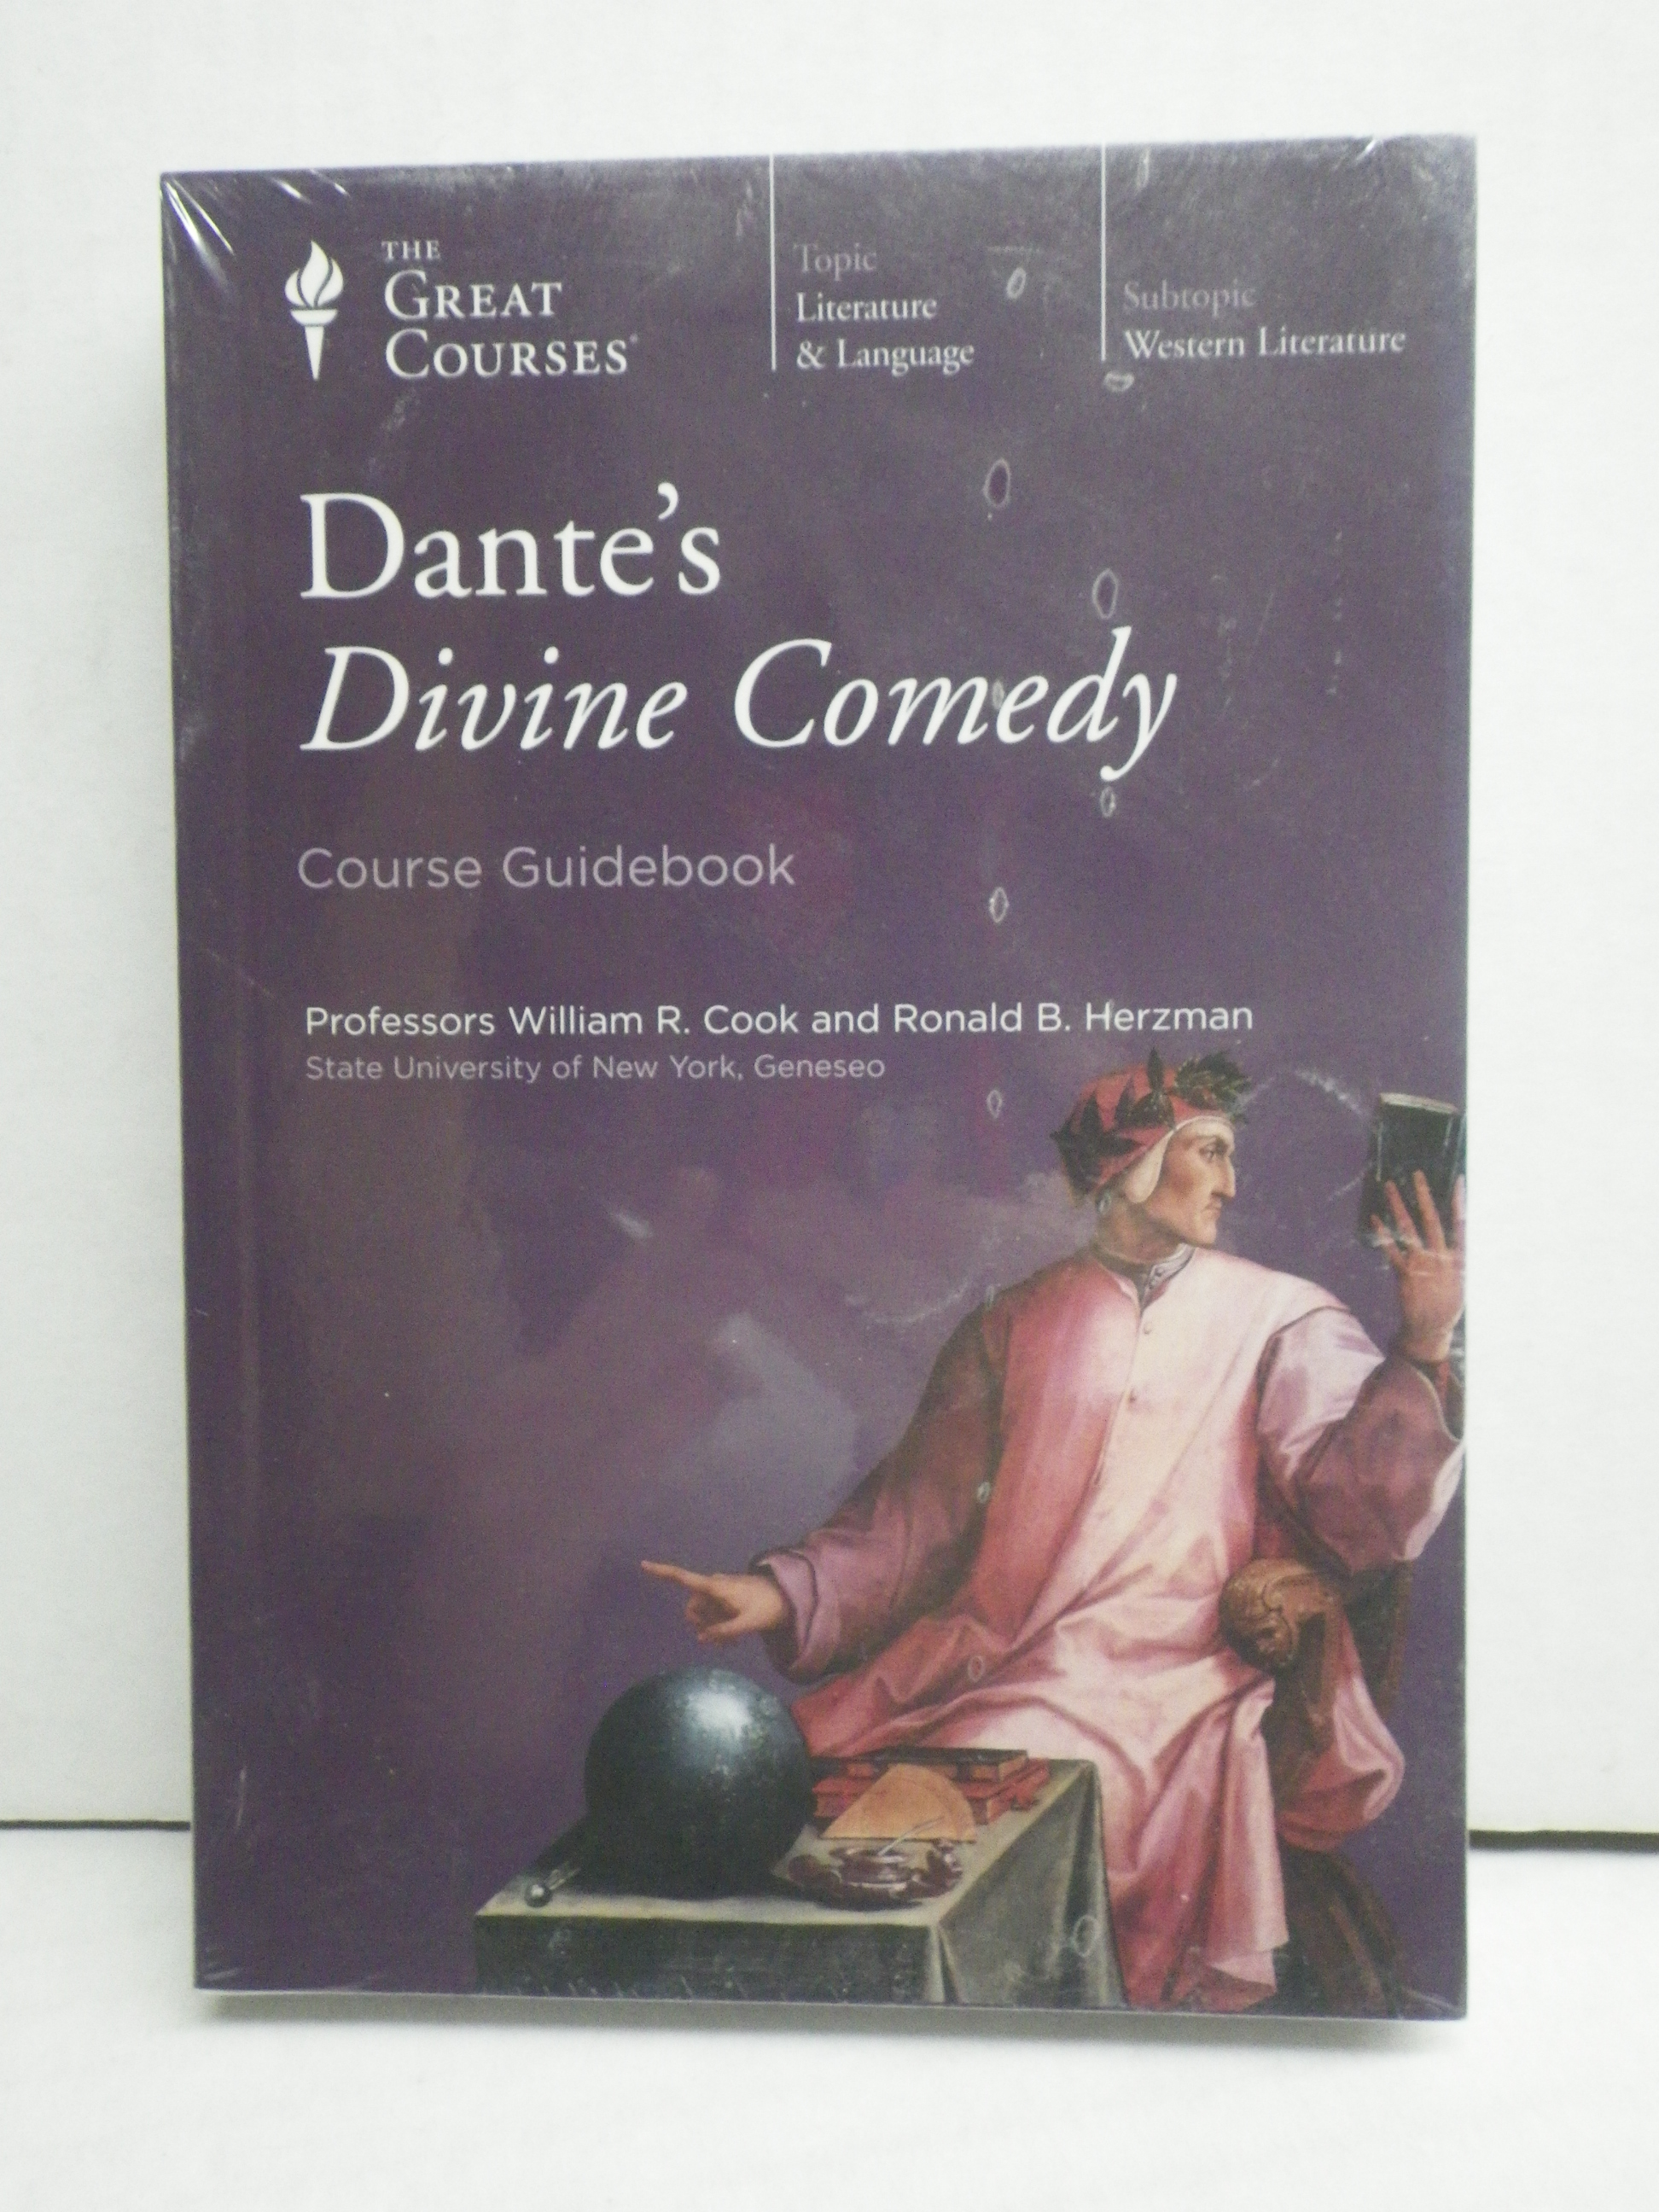 THE
GREAT
COURSES®
Topic
Literature
& Language
Subtopic
Western Literature
Dante's
Divine Comedy
Course Guidebook
Professors William R. Cook and Ronald B. Herzman
State University of New York, Geneseo